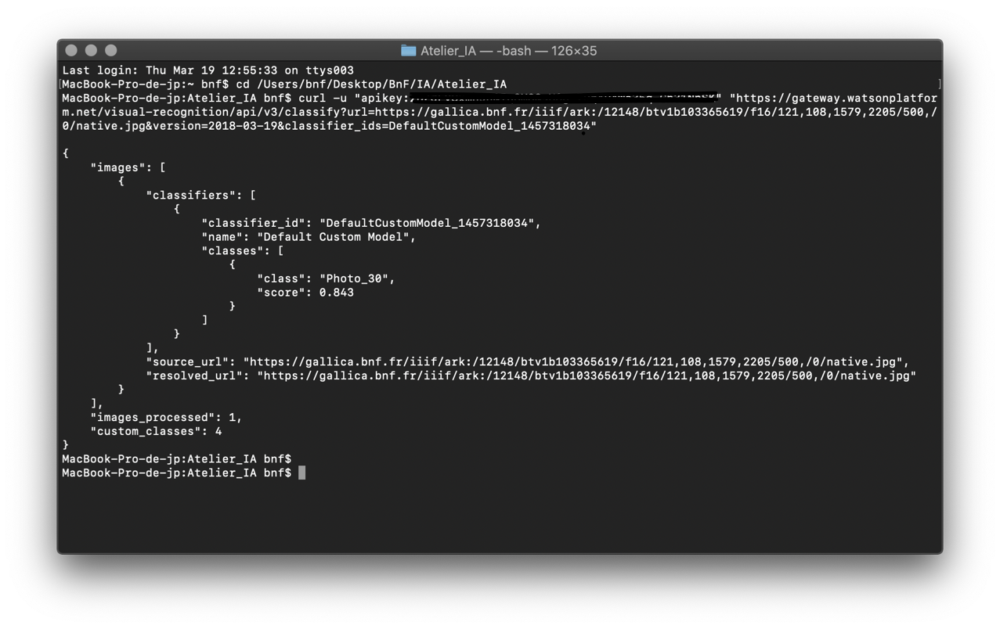 Atelier_IA — -bash — 126×35
Last login: Thu Mar 19 12:55:33 on ttys003
[MacBook-Pro-de-jp:~ bnf$ cd /Users/bnf/Desktop/BnF/IA/Atelier_IA ]
MacBook-Pro-de-jp:Atelier_IA bnf$ curl -u "apikey: " "https://gateway.watsonplatfor
m.net/visual-recognition/api/v3/classify?url=https://gallica.bnf.fr/iiif/ark:/12148/btv1b103365619/f16/121,108,1579,2205/500,/
0/native.jpg&version=2018-03-19&classifier_ids=DefaultCustomModel_1457318034"
{
    "images": [
        {
            "classifiers": [
                {
                    "classifier_id": "DefaultCustomModel_1457318034",
                    "name": "Default Custom Model",
                    "classes": [
                        {
                            "class": "Photo_30",
                            "score": 0.843
                        }
                    ]
                }
            ],
            "source_url": "https://gallica.bnf.fr/iiif/ark:/12148/btv1b103365619/f16/121,108,1579,2205/500,/0/native.jpg",
            "resolved_url": "https://gallica.bnf.fr/iiif/ark:/12148/btv1b103365619/f16/121,108,1579,2205/500,/0/native.jpg"
        }
    ],
    "images_processed": 1,
    "custom_classes": 4
}
MacBook-Pro-de-jp:Atelier_IA bnf$
MacBook-Pro-de-jp:Atelier_IA bnf$